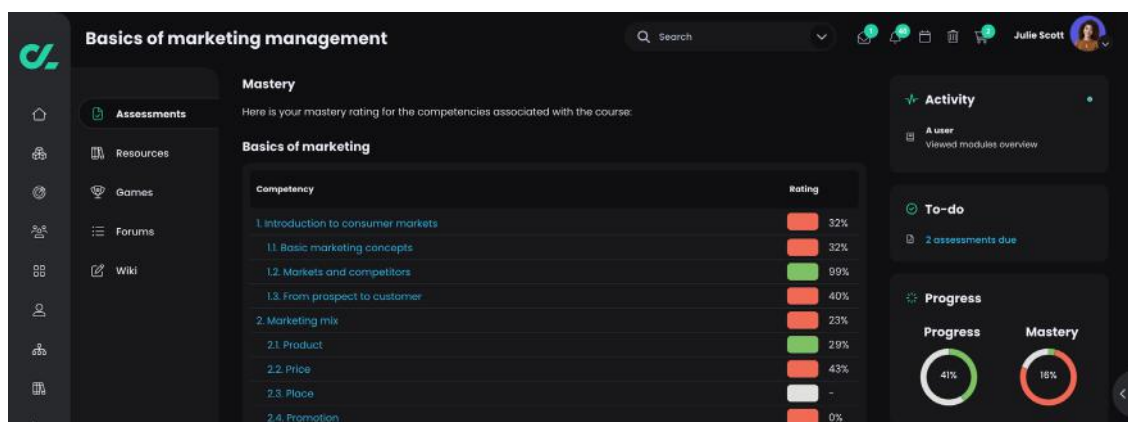 Basics of marketing management
Search
1
Julie Scott
Assessments
Resources
Games
Forums
Wiki
Mastery
Here is your mastery rating for the competencies associated with the course:
Basics of marketing
Competency Rating
1. Introduction to consumer markets 32%
1.1. Basic marketing concepts 32%
1.2. Markets and competitors 99%
1.3. From prospect to customer 40%
2. Marketing mix 23%
2.1. Product 29%
2.2. Price 43%
2.3. Place -
2.4. Promotion 0%
Activity
A user
Viewed modules overview
To-do
2 assessments due
Progress
Progress Mastery
41% 16%